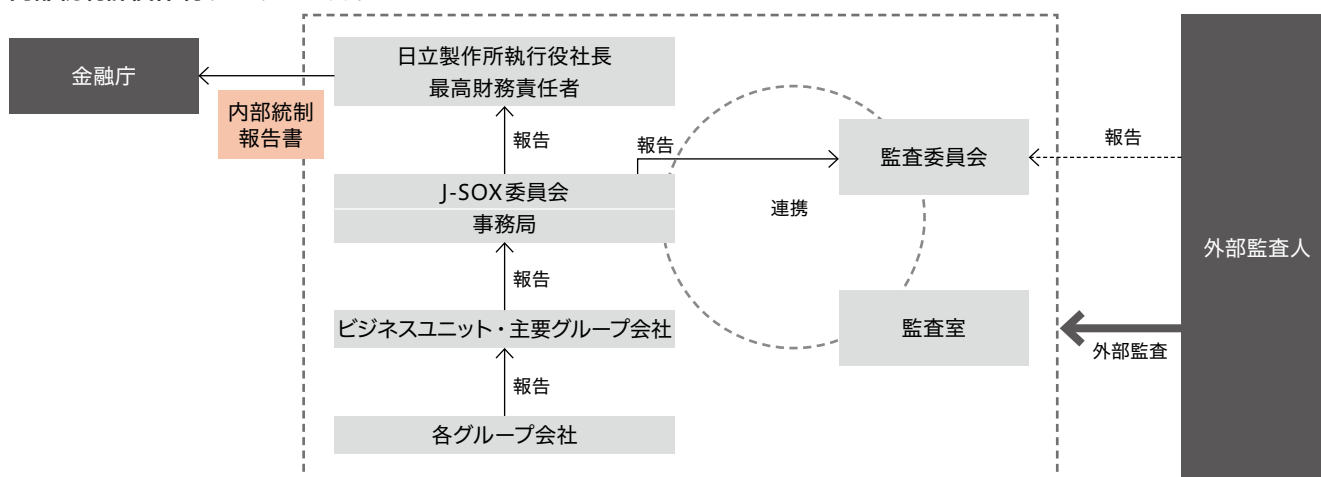 金融庁
内部統制
報告書
日立製作所執行役社長
最高財務責任者
報告
報告
J-SOX委員会
事務局
報告
ビジネスユニット・主要グループ会社
報告
各グループ会社
監査委員会
連携
監査室
報告
外部監査
外部監査人